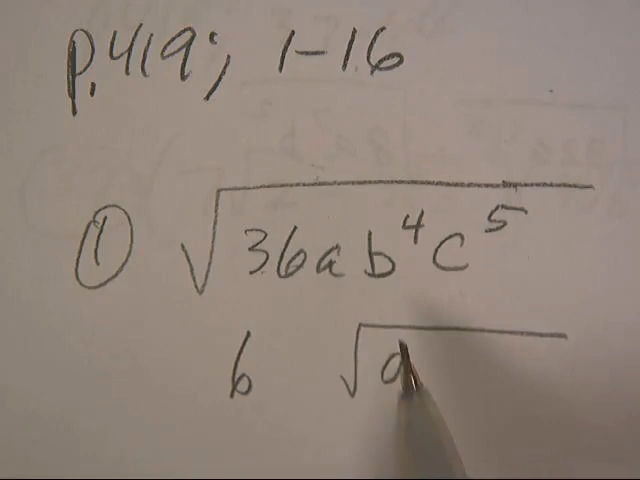 p.419; 1-16
① √36ab⁴c⁵
6 √a